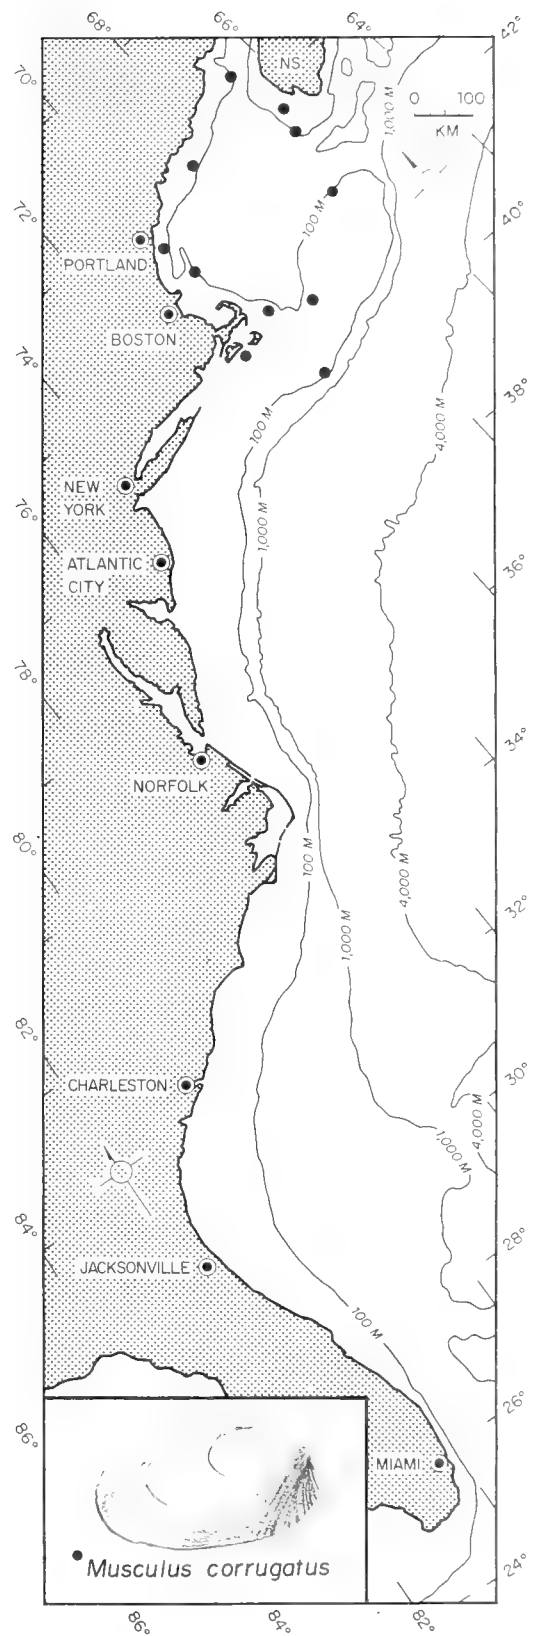 68°
66°
64°
42°
70°
NS
0 100
KM
1,000 M
72°
40°
100 M
PORTLAND
BOSTON
74°
38°
100 M
4,000 M
NEW
YORK
1,000 M
76°
ATLANTIC
CITY
36°
78°
34°
NORFOLK
80°
100 M
4,000 M
32°
1,000 M
82°
CHARLESTON
30°
4,000 M
1,000 M
84°
28°
JACKSONVILLE
100 M
26°
86°
MIAMI
Musculus corrugatus
24°
86°
84°
82°